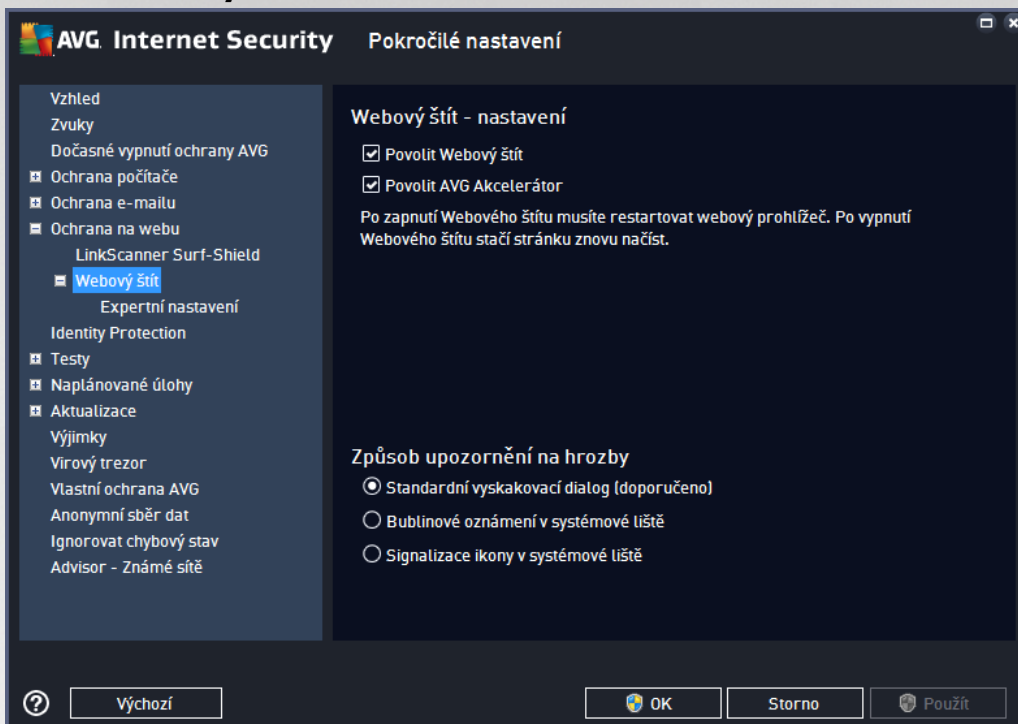 AVG. Internet Security Pokročilé nastavení
Vzhled
Zvuky
Dočasné vypnutí ochrany AVG
Ochrana počítače
Ochrana e-mailu
Ochrana na webu
LinkScanner Surf-Shield
Webový štít
Expertní nastavení
Identity Protection
Testy
Naplánované úlohy
Aktualizace
Výjimky
Virový trezor
Vlastní ochrana AVG
Anonymní sběr dat
Ignorovat chybový stav
Advisor - Známé sítě
Webový štít - nastavení
Povolit Webový štít
Povolit AVG Akcelerátor
Po zapnutí Webového štítu musíte restartovat webový prohlížeč. Po vypnutí
Webového štítu stačí stránku znovu načíst.
Způsob upozornění na hrozby
Standardní vyskakovací dialog (doporučeno)
Bublinové oznámení v systémové liště
Signalizace ikony v systémové liště
Výchozí
OK
Storno
Použít